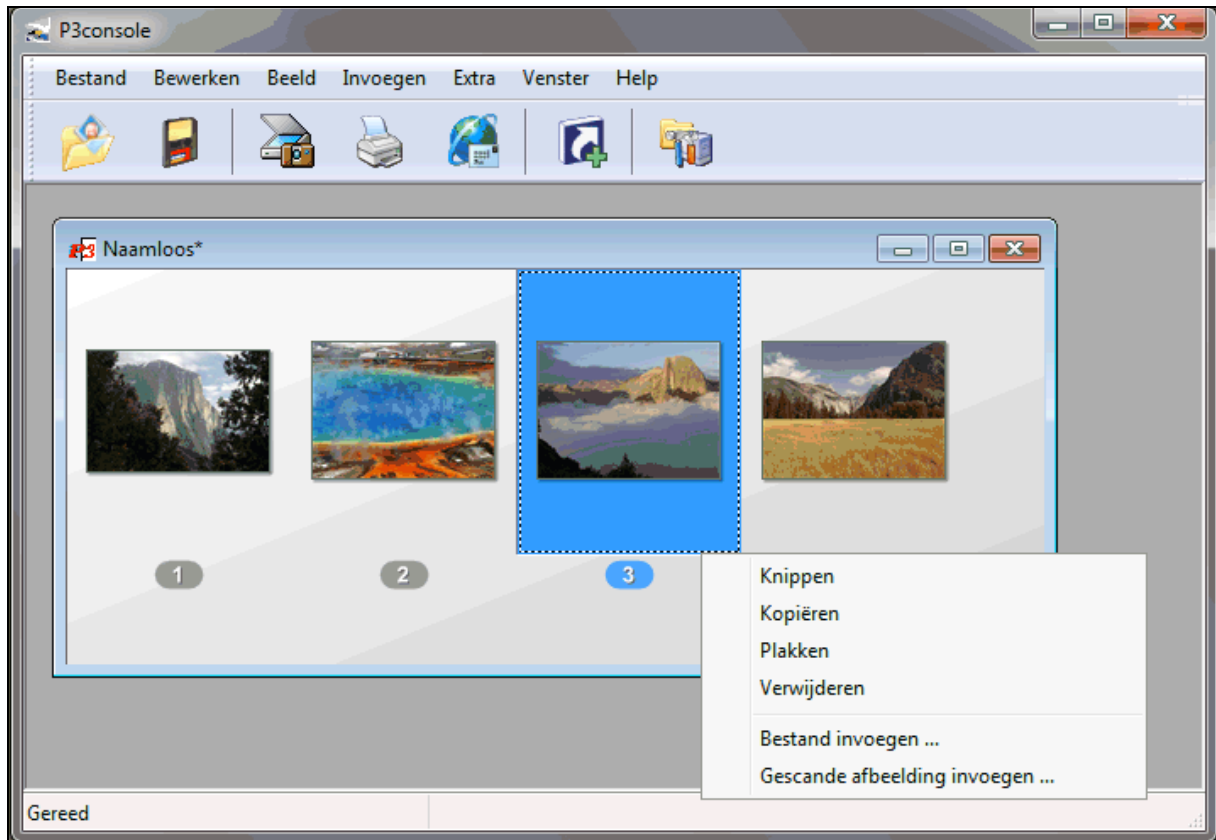 P3console
Bestand Bewerken Beeld Invoegen Extra Venster Help
P3 Naamloos*
1 2 3
Knippen
Kopiëren
Plakken
Verwijderen
Bestand invoegen ...
Gescande afbeelding invoegen ...
Gereed